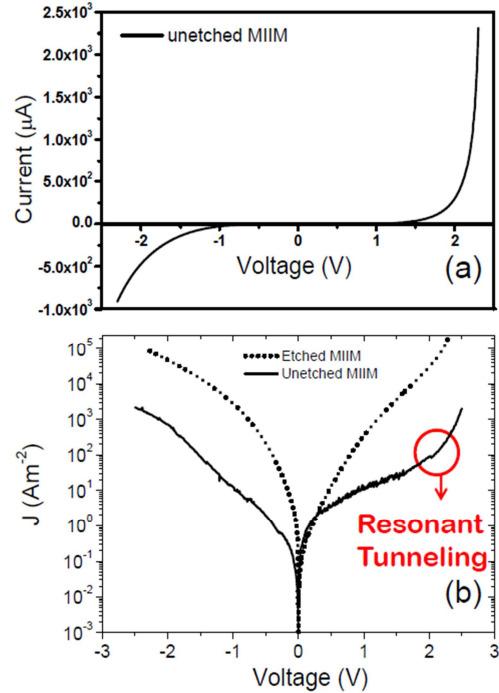 2.5x10³
2.0x10³
1.5x10³
1.0x10³
5.0x10²
0.0
-5.0x10²
-1.0x10³
Current (µA)
unetched MIIM
-2 -1 0 1 2
Voltage (V)
(a)
10⁵
10⁴
10³
10²
10¹
10⁰
10⁻¹
10⁻²
10⁻³
J (Am⁻²)
Etched MIIM
Unetched MIIM
Resonant
Tunneling
(b)
-3 -2 -1 0 1 2 3
Voltage (V)